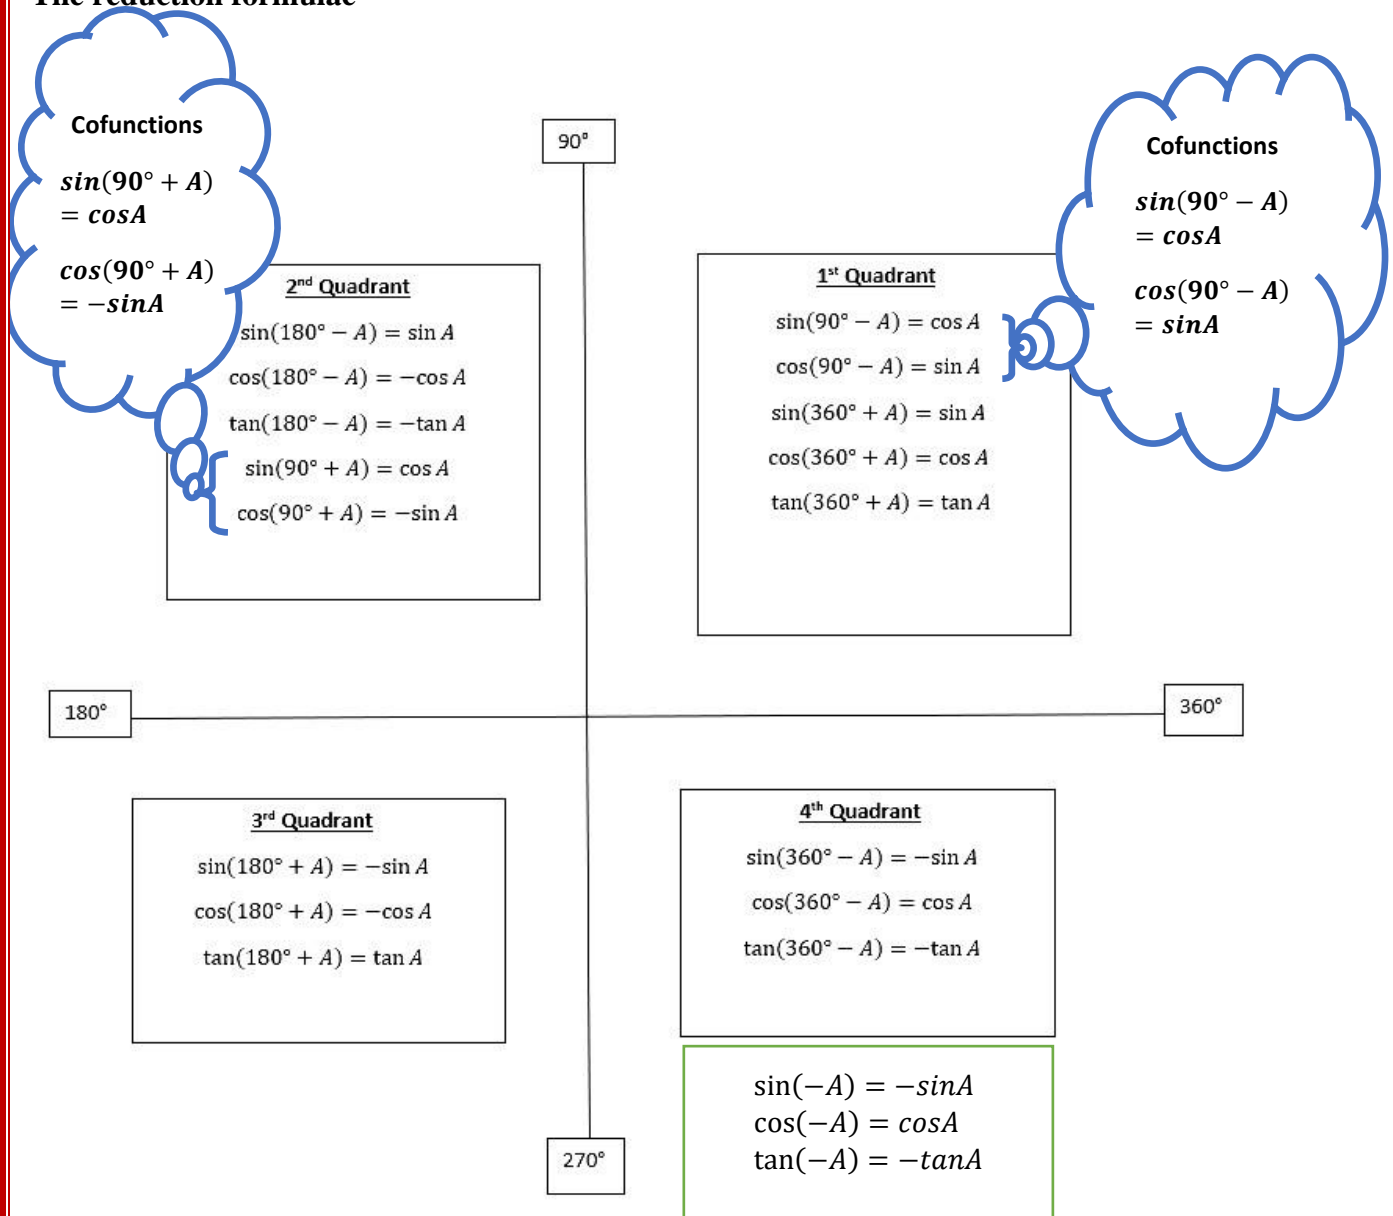 The reduction formulae
Cofunctions
sin(90° + A)
= cosA
cos(90° + A)
= −sinA
90°
Cofunctions
sin(90° − A)
= cosA
cos(90° − A)
= sinA
2nd Quadrant
sin(180° − A) = sin A
cos(180° − A) = −cos A
tan(180° − A) = −tan A
sin(90° + A) = cos A
cos(90° + A) = −sin A
1st Quadrant
sin(90° − A) = cos A
cos(90° − A) = sin A
sin(360° + A) = sin A
cos(360° + A) = cos A
tan(360° + A) = tan A
180°
360°
3rd Quadrant
sin(180° + A) = −sin A
cos(180° + A) = −cos A
tan(180° + A) = tan A
4th Quadrant
sin(360° − A) = −sin A
cos(360° − A) = cos A
tan(360° − A) = −tan A
sin(−A) = −sinA
cos(−A) = cosA
tan(−A) = −tanA
270°